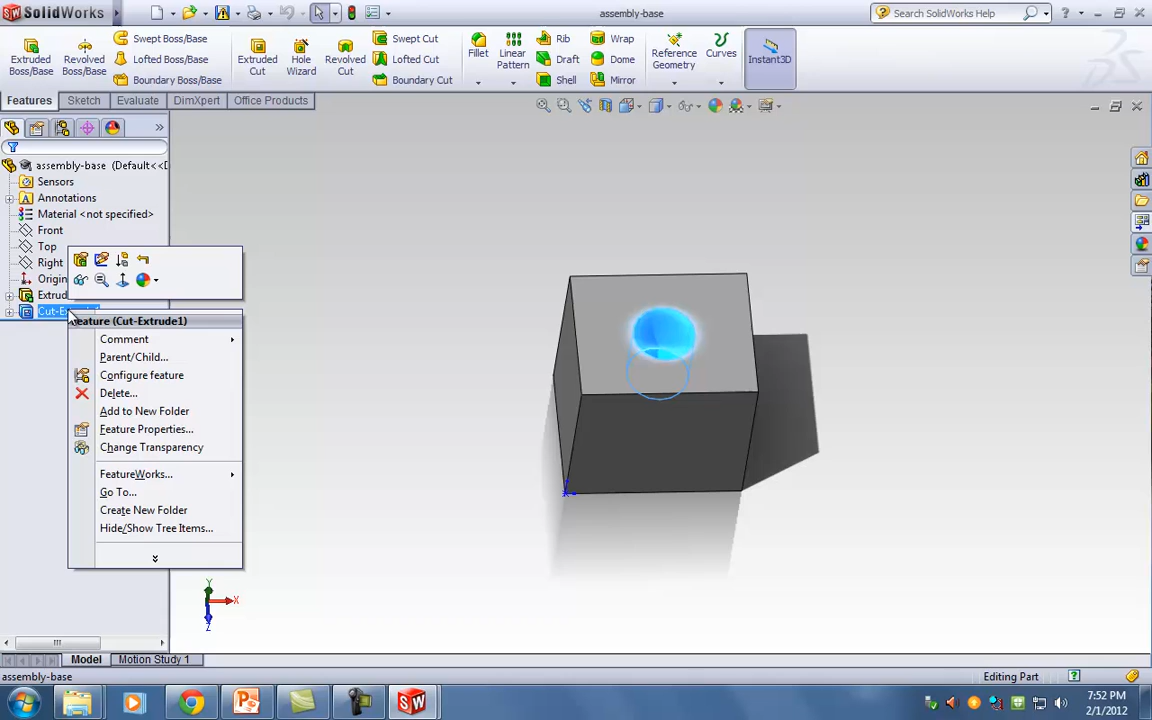 SolidWorks
assembly-base
Search SolidWorks Help
Extruded Boss/Base
Revolved Boss/Base
Swept Boss/Base
Lofted Boss/Base
Boundary Boss/Base
Extruded Cut
Hole Wizard
Revolved Cut
Swept Cut
Lofted Cut
Boundary Cut
Fillet
Linear Pattern
Rib
Draft
Shell
Wrap
Dome
Mirror
Reference Geometry
Curves
Instant3D
Features
Sketch
Evaluate
DimXpert
Office Products
assembly-base (Default<<D
Sensors
Annotations
Material <not specified>
Front
Top
Right
Origin
Extrud
Cut-Ex
Feature (Cut-Extrude1)
Comment
Parent/Child...
Configure feature
Delete...
Add to New Folder
Feature Properties...
Change Transparency
FeatureWorks...
Go To...
Create New Folder
Hide/Show Tree Items...
Y
X
Z
Model
Motion Study 1
assembly-base
Editing Part
7:52 PM
2/1/2012